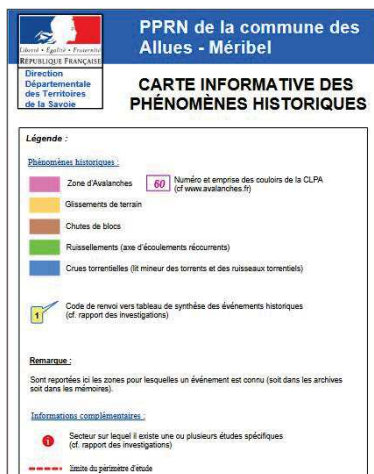 PPRN de la commune des
Allues - Méribel
Liberté • Égalité • Fraternité
RÉPUBLIQUE FRANÇAISE
Direction
Départementale
des Territoires
de la Savoie
CARTE INFORMATIVE DES
PHÉNOMÈNES HISTORIQUES
Légende :
Phénomènes historiques :
Zone d'Avalanches
60
Numéro et emprise des couloirs de la CLPA
(cf www.avalanches.fr)
Glissements de terrain
Chutes de blocs
Ruissellements (axe d'écoulements récurrents)
Crues torrentielles (lit mineur des torrents et des ruisseaux torrentiels)
1
Code de renvoi vers tableau de synthèse des événements historiques
(cf. rapport des investigations)
Remarque :
Sont reportées ici les zones pour lesquelles un événement est connu (soit dans les archives
soit dans les mémoires).
Informations complémentaires :
i
Secteur sur lequel il existe une ou plusieurs études spécifiques
(cf. rapport des investigations)
limite du périmètre d'étude